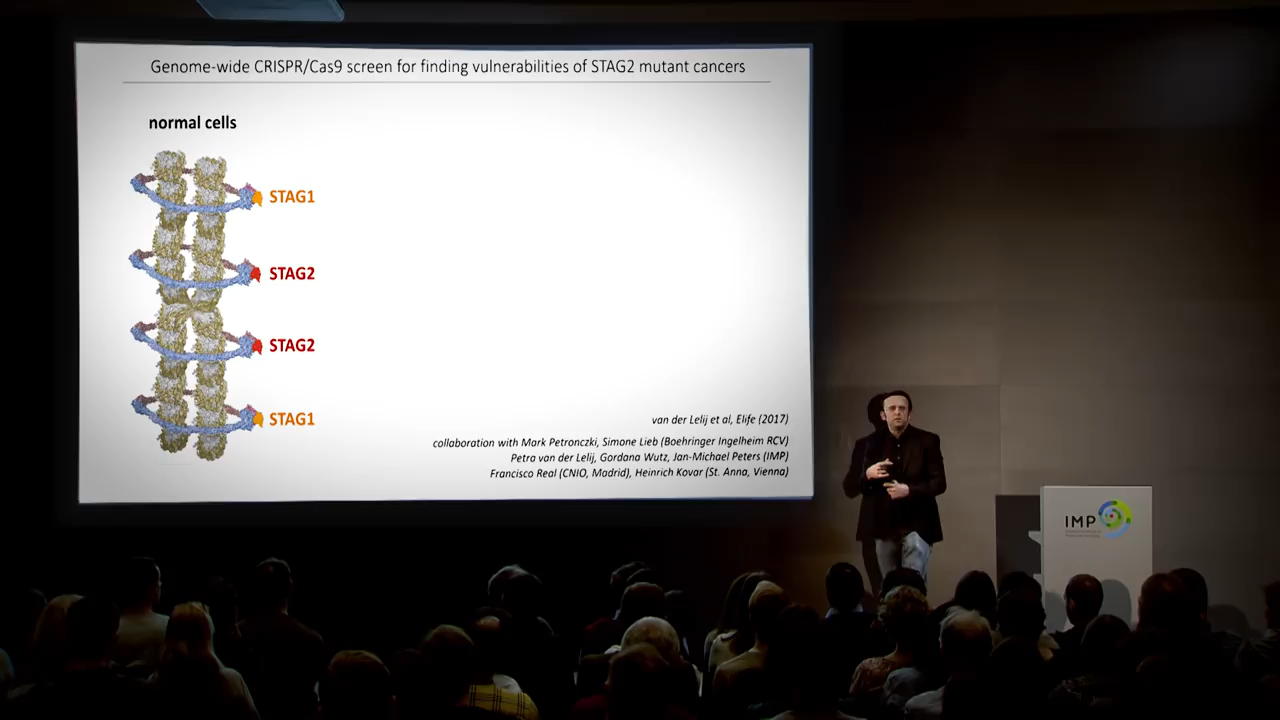 Genome-wide CRISPR/Cas9 screen for finding vulnerabilities of STAG2 mutant cancers
normal cells
STAG1
STAG2
STAG2
STAG1
van der Lelij et al, Elife (2017)
collaboration with Mark Petronczki, Simone Lieb (Boehringer Ingelheim RCV)
Petra van der Lelij, Gordana Wutz, Jan-Michael Peters (IMP)
Francisco Real (CNIO, Madrid), Heinrich Kovar (St. Anna, Vienna)
IMP